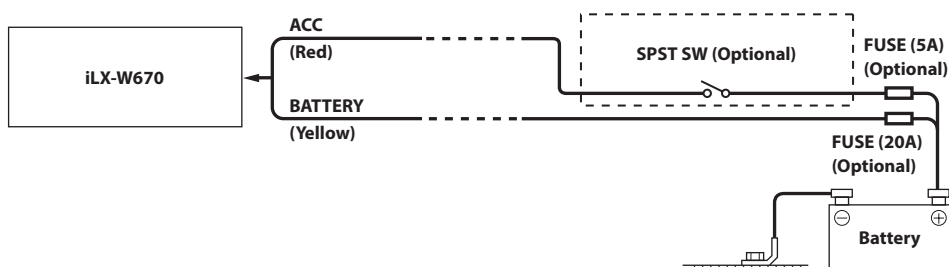 ACC
(Red)
iLX-W670
SPST SW (Optional)
FUSE (5A)
(Optional)
BATTERY
(Yellow)
FUSE (20A)
(Optional)
Battery